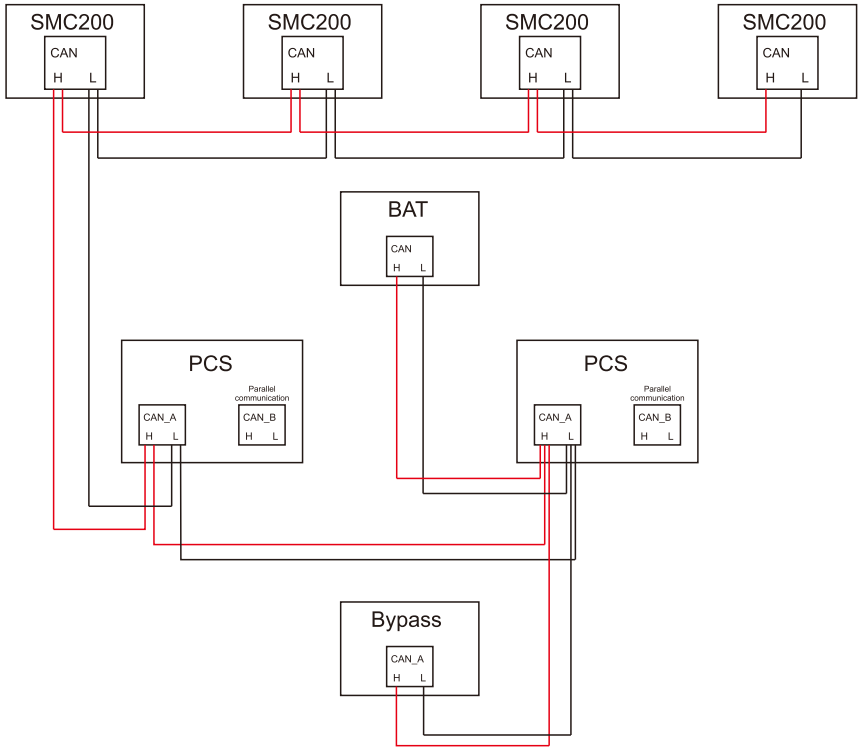 SMC200 SMC200 SMC200 SMC200
CAN CAN CAN CAN
H L H L H L H L
BAT
CAN
H L
PCS PCS
Parallel Parallel
communication communication
CAN_A CAN_B CAN_A CAN_B
H L H L H L H L
Bypass
CAN_A
H L